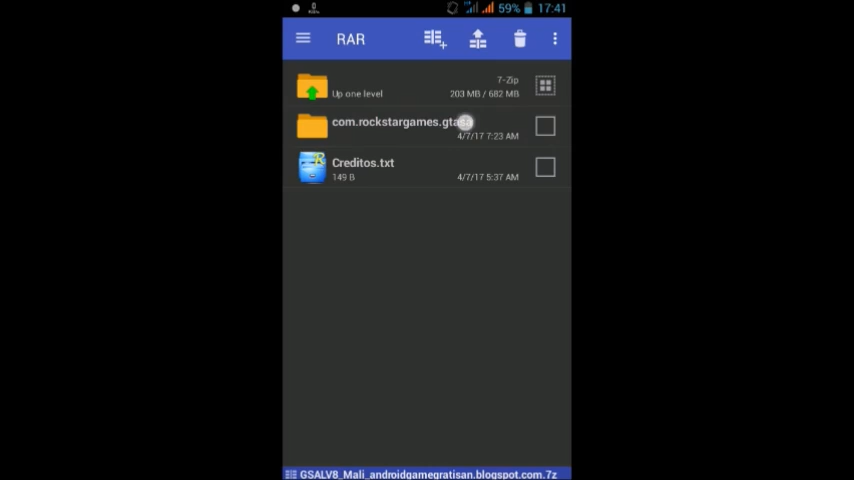 59% 17:41
RAR
7-Zip
Up one level 203 MB / 682 MB
com.rockstargames.gtasa
4/7/17 7:23 AM
Creditos.txt
149 B 4/7/17 5:37 AM
GSALV8_Mali_androidgamegratisan.blogspot.com.7z